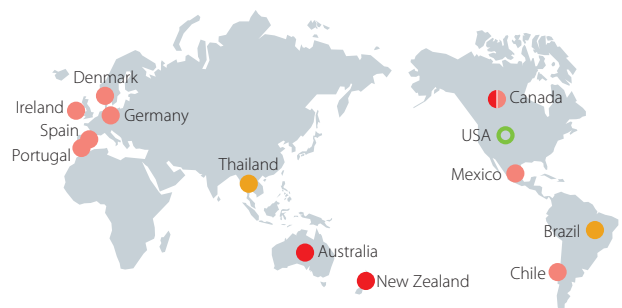 Denmark
Ireland
Germany
Spain
Portugal
Thailand
Australia
New Zealand
Canada
USA
Mexico
Brazil
Chile